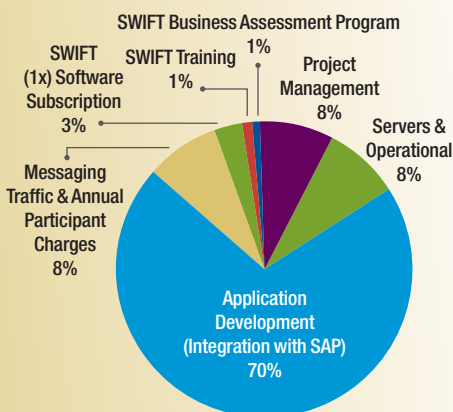 SWIFT Business Assessment Program
1%
SWIFT
(1x) Software
Subscription
3%
SWIFT Training
1%
Project
Management
8%
Servers &
Operational
8%
Messaging
Traffic & Annual
Participant
Charges
8%
Application
Development
(Integration with SAP)
70%